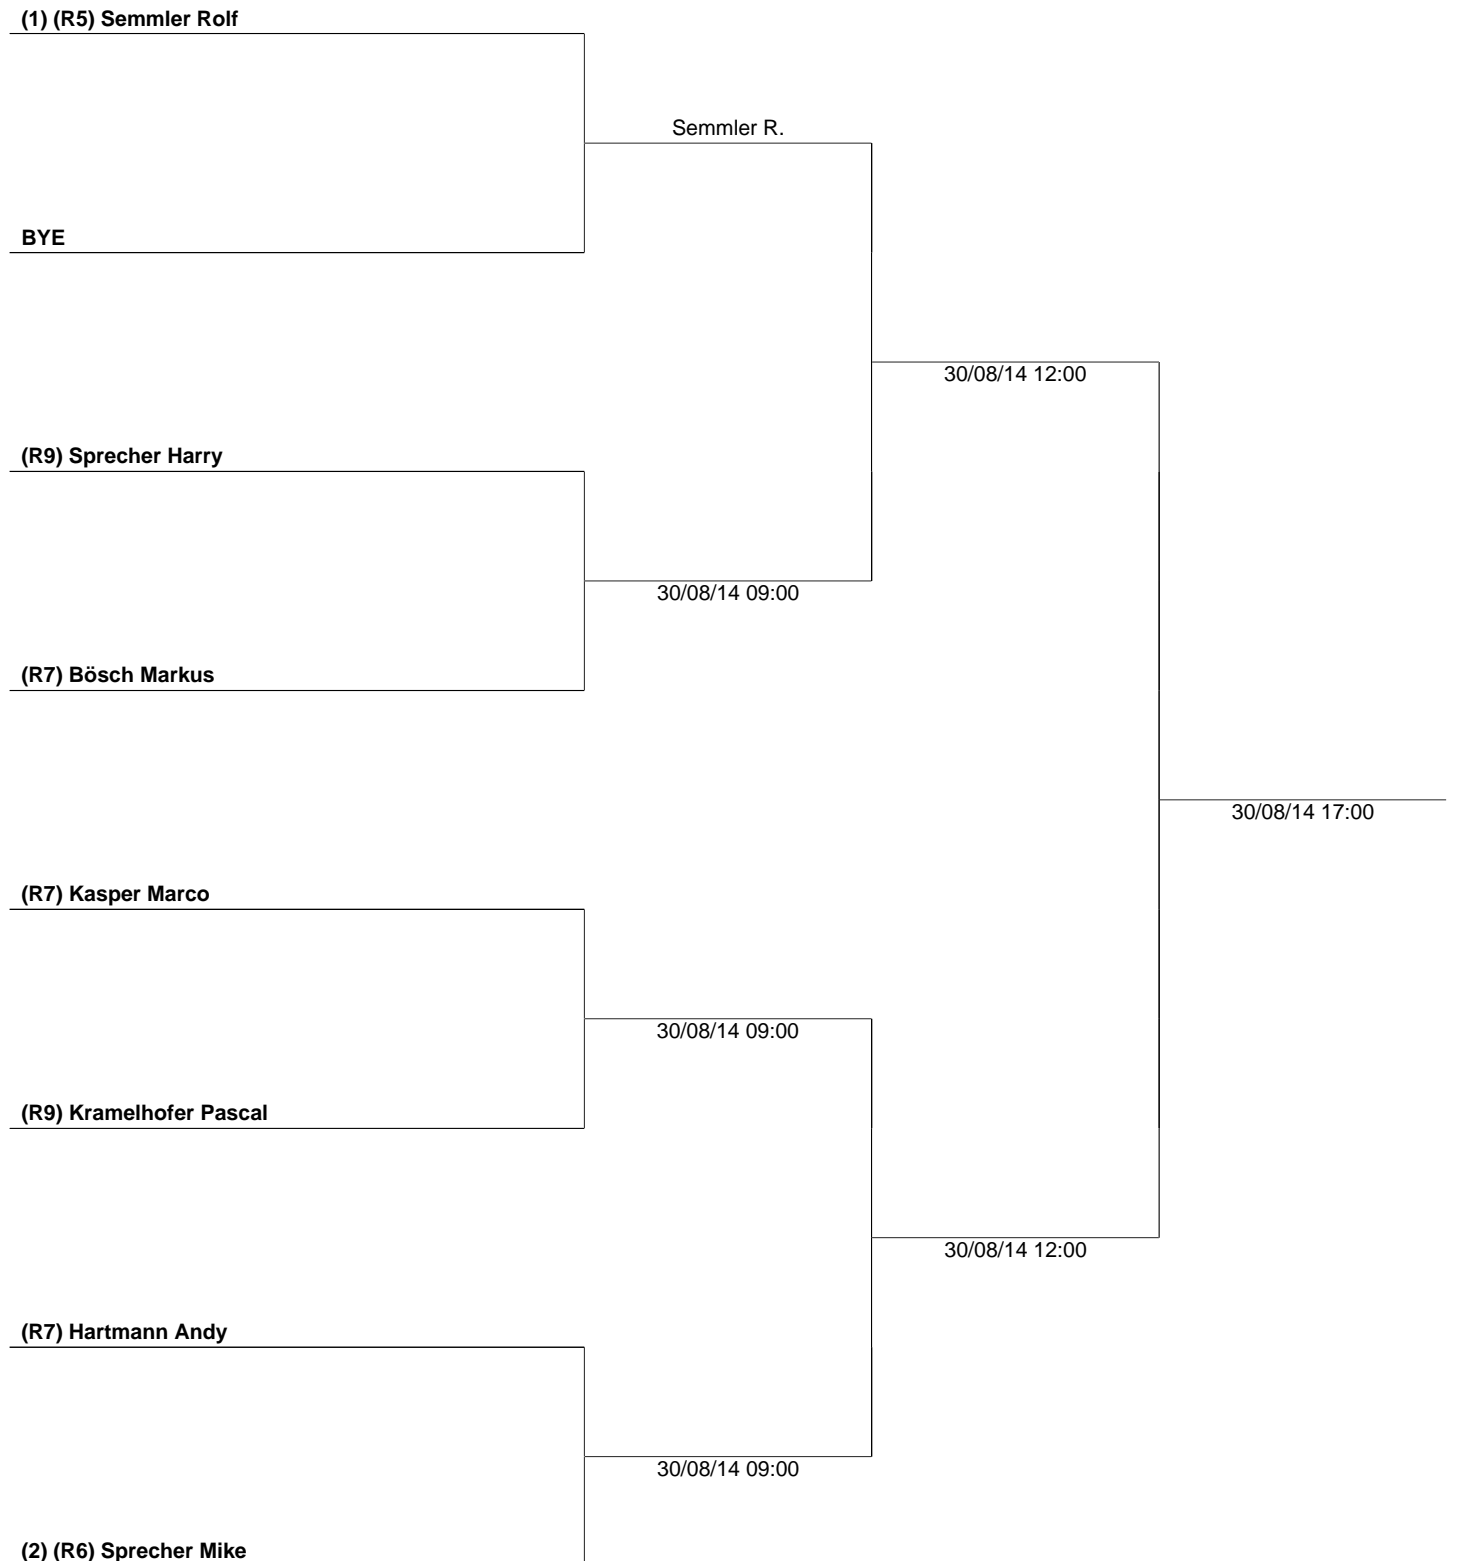 (1) (R5) Semmler Rolf
Semmler R.
BYE
30/08/14 12:00
(R9) Sprecher Harry
30/08/14 09:00
(R7) Bösch Markus
30/08/14 17:00
(R7) Kasper Marco
30/08/14 09:00
(R9) Kramelhofer Pascal
30/08/14 12:00
(R7) Hartmann Andy
30/08/14 09:00
(2) (R6) Sprecher Mike